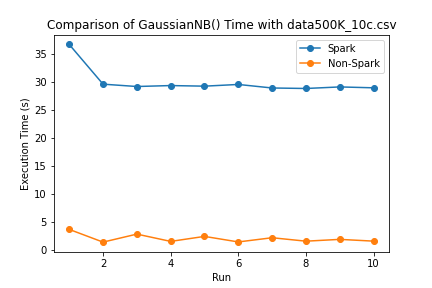 Comparison of GaussianNB() Time with data500K_10c.csv
Spark
Non-Spark
Execution Time (s)
35
30
25
20
15
10
5
0
2 4 6 8 10
Run